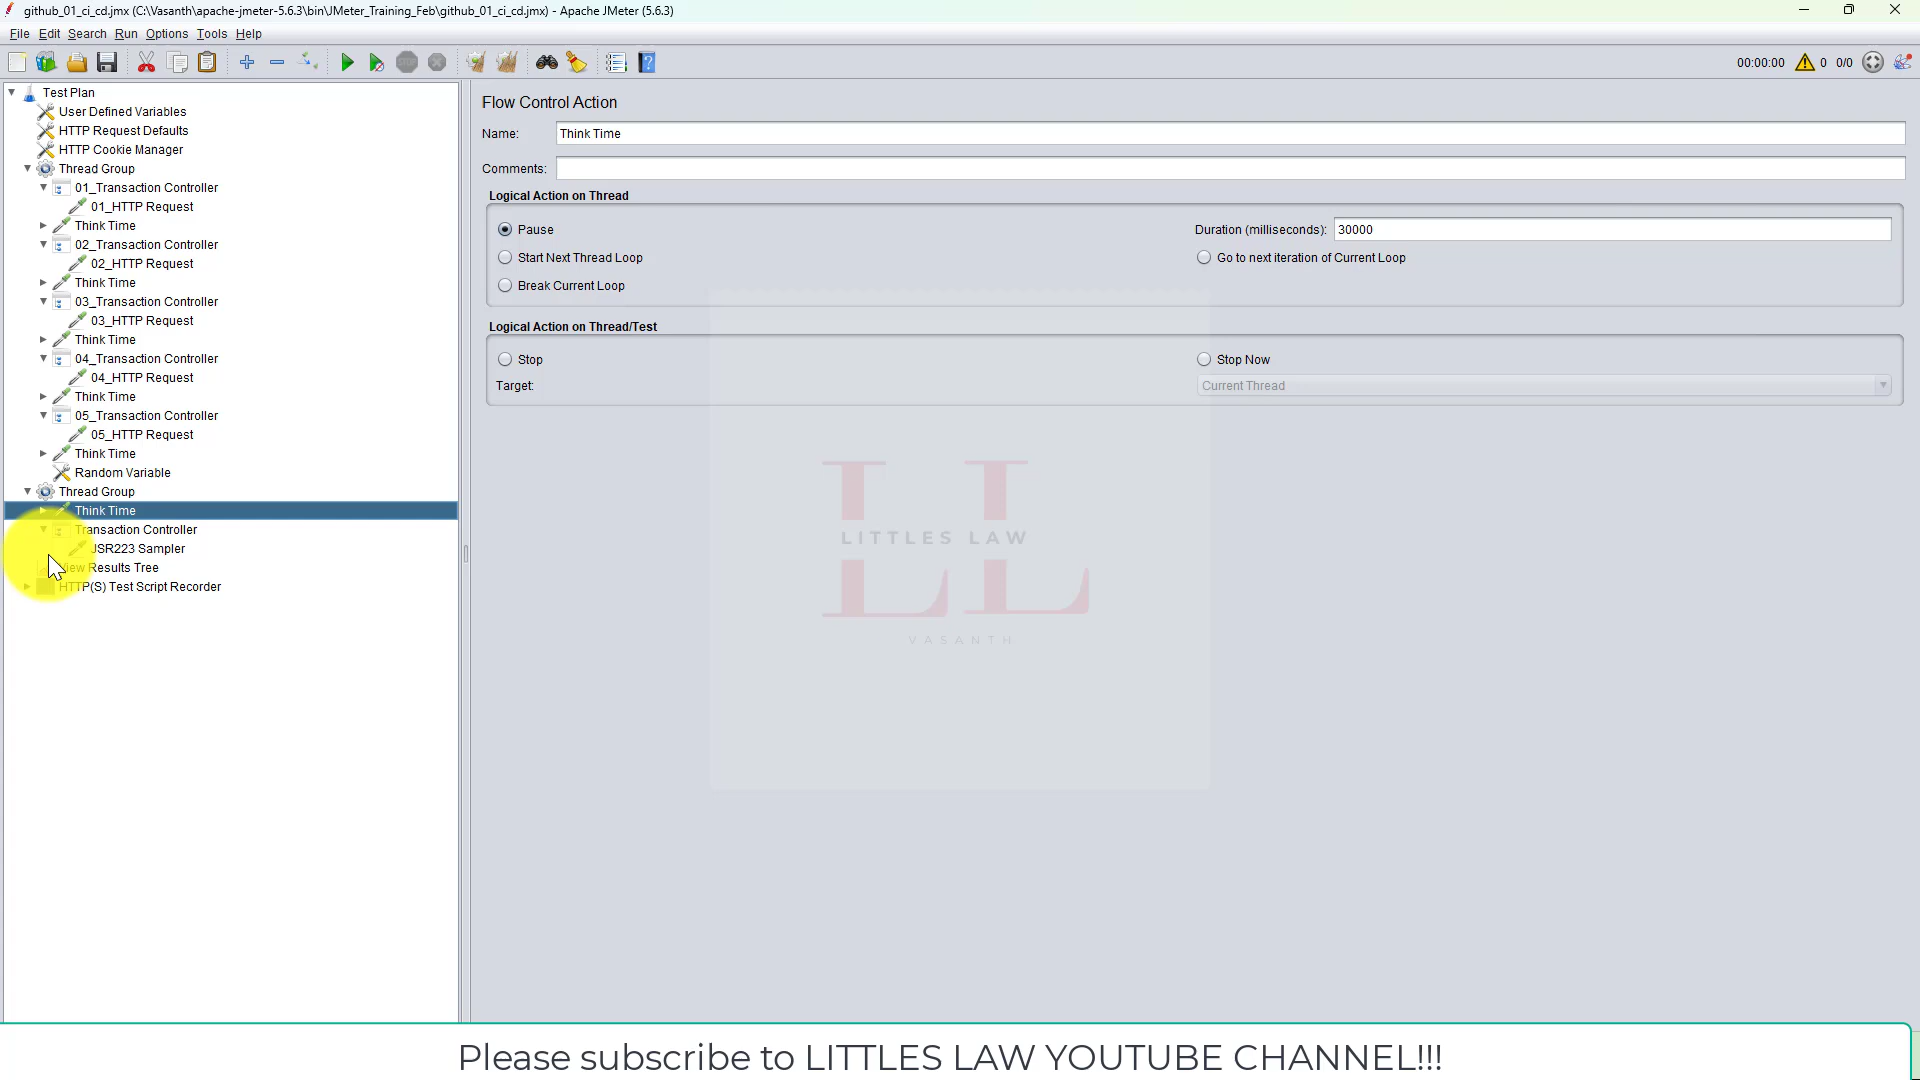 github_01_ci_cd.jmx (C:\Vasanth\apache-jmeter-5.6.3\bin\JMeter_Training_Feb\github_01_ci_cd.jmx) - Apache JMeter (5.6.3)
File Edit Search Run Options Tools Help
STOP
00:00:00 0 0/0
Test Plan
User Defined Variables
HTTP Request Defaults
HTTP Cookie Manager
Thread Group
01_Transaction Controller
01_HTTP Request
Think Time
02_Transaction Controller
02_HTTP Request
Think Time
03_Transaction Controller
03_HTTP Request
Think Time
04_Transaction Controller
04_HTTP Request
Think Time
05_Transaction Controller
05_HTTP Request
Think Time
Random Variable
Thread Group
Think Time
Transaction Controller
JSR223 Sampler
View Results Tree
HTTP(S) Test Script Recorder
Flow Control Action
Name: Think Time
Comments:
Logical Action on Thread
Pause Duration (milliseconds): 30000
Start Next Thread Loop Go to next iteration of Current Loop
Break Current Loop
Logical Action on Thread/Test
Stop Stop Now
Target: Current Thread
LL
LITTLES LAW
VASANTH
Please subscribe to LITTLES LAW YOUTUBE CHANNEL!!!